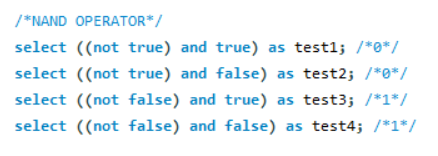 /*NAND OPERATOR*/
select ((not true) and true) as test1; /*0*/
select ((not true) and false) as test2; /*0*/
select ((not false) and true) as test3; /*1*/
select ((not false) and false) as test4; /*1*/